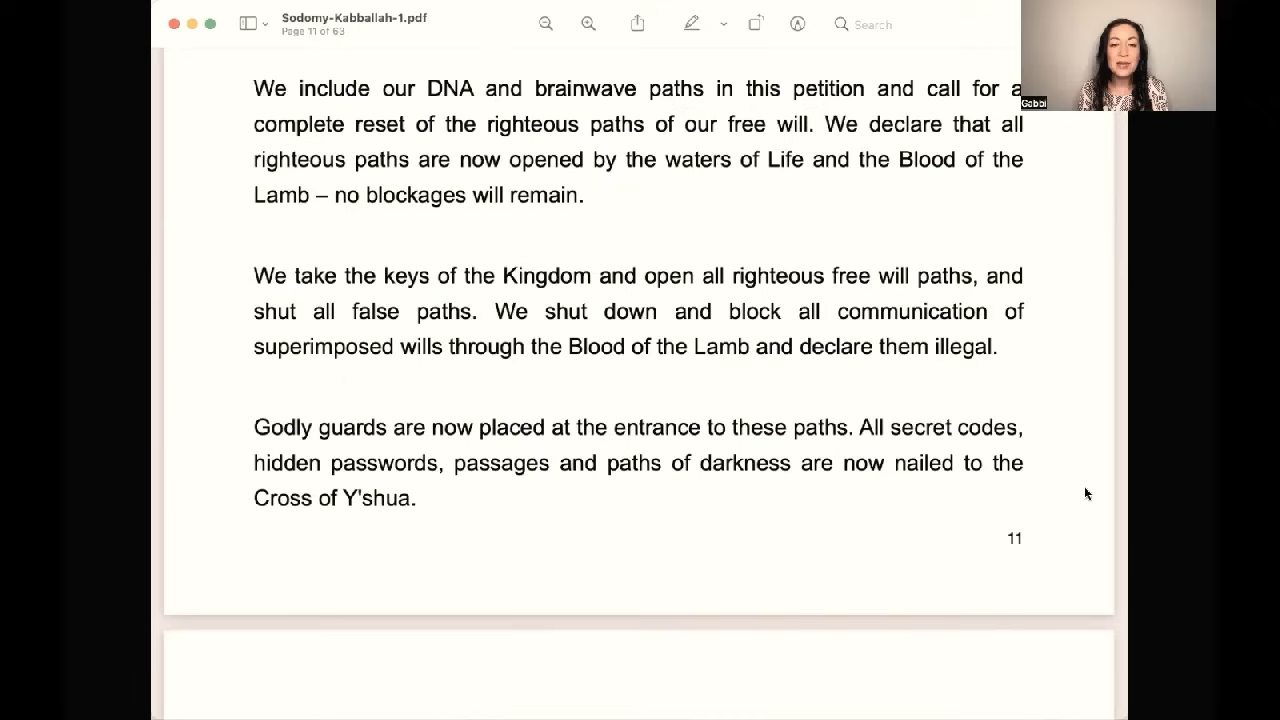 Sodomy-Kabballah-1.pdf
Page 11 of 63
Search
Gabbi
We include our DNA and brainwave paths in this petition and call for a
complete reset of the righteous paths of our free will. We declare that all
righteous paths are now opened by the waters of Life and the Blood of the
Lamb – no blockages will remain.
We take the keys of the Kingdom and open all righteous free will paths, and
shut all false paths. We shut down and block all communication of
superimposed wills through the Blood of the Lamb and declare them illegal.
Godly guards are now placed at the entrance to these paths. All secret codes,
hidden passwords, passages and paths of darkness are now nailed to the
Cross of Y'shua.
11